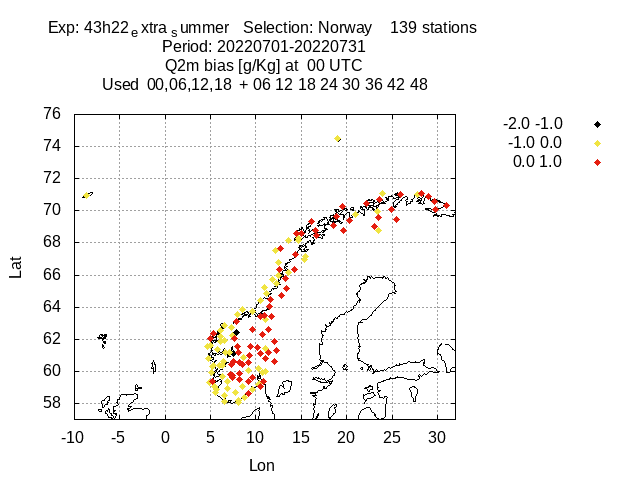 Exp: 43h22extra summer Selection: Norway 139 stations
Period: 20220701-20220731
Q2m bias [g/Kg] at 00 UTC
Used 00,06,12,18 + 06 12 18 24 30 36 42 48
-2.0 -1.0
-1.0 0.0
0.0 1.0
76
74
72
70
68
66
64
62
60
58
Lat
-10 -5 0 5 10 15 20 25 30
Lon